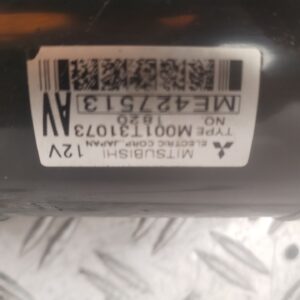 MITSUBISHI
ELECTRIC CORP. JAPAN
12V
TYPE M001T31073
NO. 1820
AV
ME427513